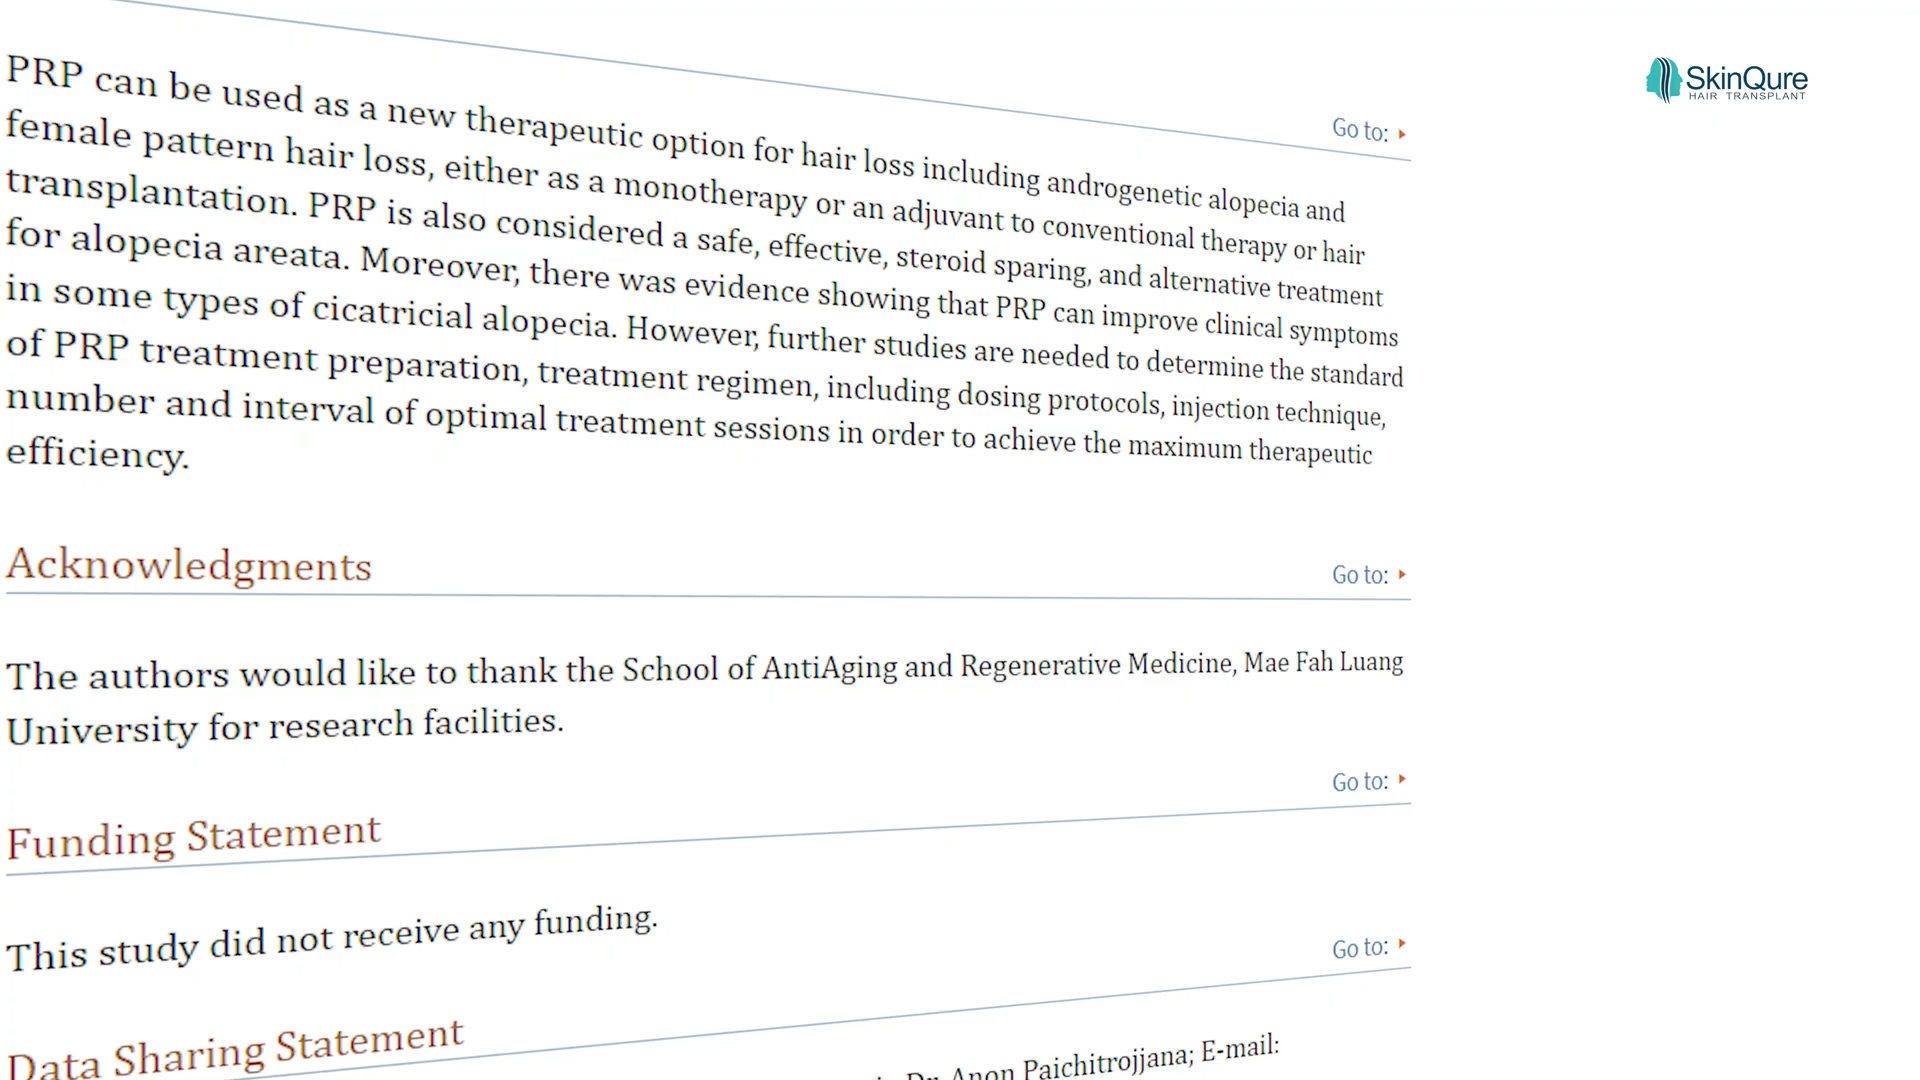 SkinQure
HAIR TRANSPLANT
Go to:
PRP can be used as a new therapeutic option for hair loss including androgenetic alopecia and
female pattern hair loss, either as a monotherapy or an adjuvant to conventional therapy or hair
transplantation. PRP is also considered a safe, effective, steroid sparing, and alternative treatment
for alopecia areata. Moreover, there was evidence showing that PRP can improve clinical symptoms
in some types of cicatricial alopecia. However, further studies are needed to determine the standard
of PRP treatment preparation, treatment regimen, including dosing protocols, injection technique,
number and interval of optimal treatment sessions in order to achieve the maximum therapeutic
efficiency.
Acknowledgments
Go to:
The authors would like to thank the School of AntiAging and Regenerative Medicine, Mae Fah Luang
University for research facilities.
Go to:
Funding Statement
This study did not receive any funding.
Go to:
Data Sharing Statement
Dr. Anon Paichitrojjana; E-mail: